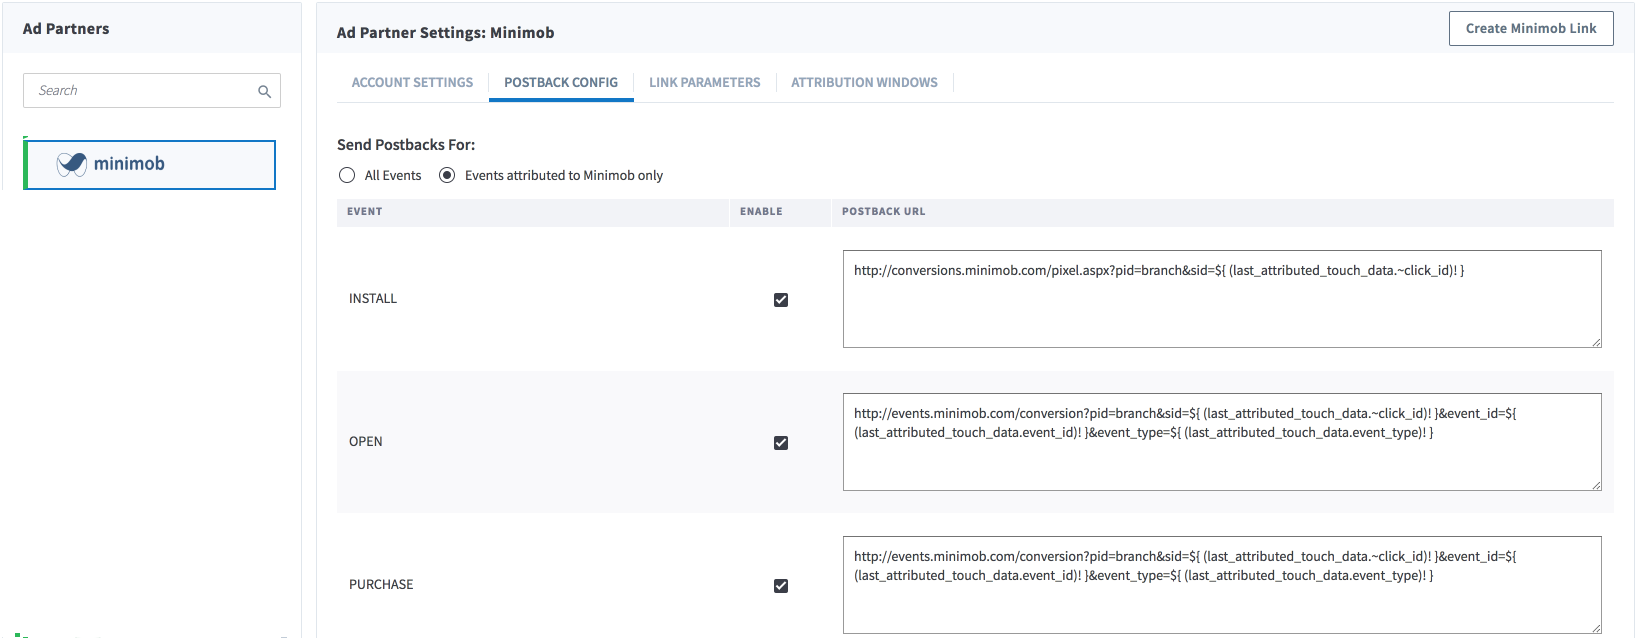 Ad Partners
Search
minimob
Ad Partner Settings: Minimob
Create Minimob Link
ACCOUNT SETTINGS
POSTBACK CONFIG
LINK PARAMETERS
ATTRIBUTION WINDOWS
Send Postbacks For:
All Events
Events attributed to Minimob only
EVENT
ENABLE
POSTBACK URL
INSTALL
http://conversions.minimob.com/pixel.aspx?pid=branch&sid=${ (last_attributed_touch_data.~click_id)! }
OPEN
http://events.minimob.com/conversion?pid=branch&sid=${ (last_attributed_touch_data.~click_id)! }&event_id=${
(last_attributed_touch_data.event_id)! }&event_type=${ (last_attributed_touch_data.event_type)! }
PURCHASE
http://events.minimob.com/conversion?pid=branch&sid=${ (last_attributed_touch_data.~click_id)! }&event_id=${
(last_attributed_touch_data.event_id)! }&event_type=${ (last_attributed_touch_data.event_type)! }